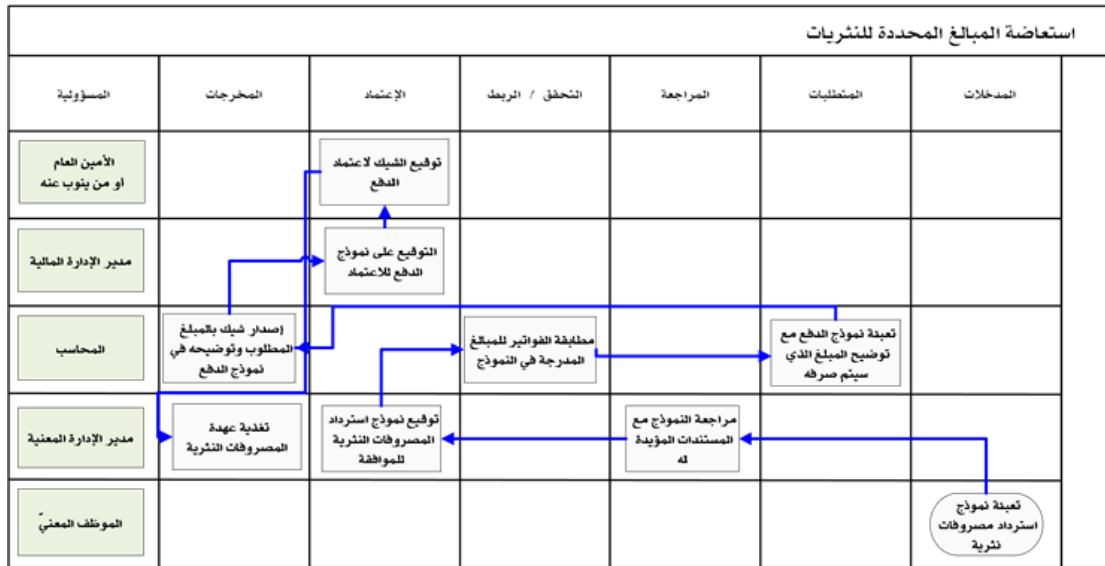 استعاضة المبالغ المحددة للنثريات
المدخلات
المتطلبات
المراجعة
التحقق / الربط
الإعتماد
المخرجات
المسؤولية
توقيع الشيك لاعتماد
الدفع
الأمين العام
او من ينوب عنه
التوقيع على نموذج
الدفع للاعتماد
مدير الإدارة المالية
تعبئة نموذج الدفع مع
توضيح المبلغ الذي
سيتم صرفه
مطابقة الفواتير للمبالغ
المدرجة في النموذج
إصدار شيك بالمبلغ
المطلوب وتوضيحه في
نموذج الدفع
المحاسب
مراجعة النموذج مع
المستندات المؤيدة
له
توقيع نموذج استرداد
المصروفات النثرية
للموافقة
تغذية عهدة
المصروفات النثرية
مدير الإدارة المعنية
تعبئة نموذج
استرداد مصروفات
نثرية
الموظف المعنيّ